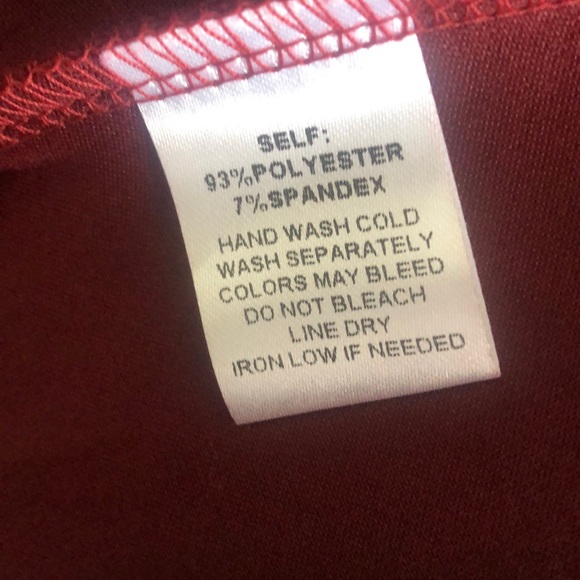 SELF:
93%POLYESTER
7%SPANDEX
HAND WASH COLD
WASH SEPARATELY
COLORS MAY BLEED
DO NOT BLEACH
LINE DRY
IRON LOW IF NEEDED